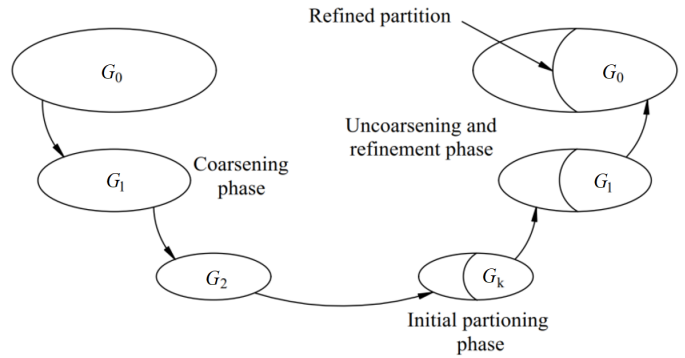 Refined partition
G0
G0
Uncoarsening and
refinement phase
G1
Coarsening
phase
G1
G2
Gk
Initial partioning
phase